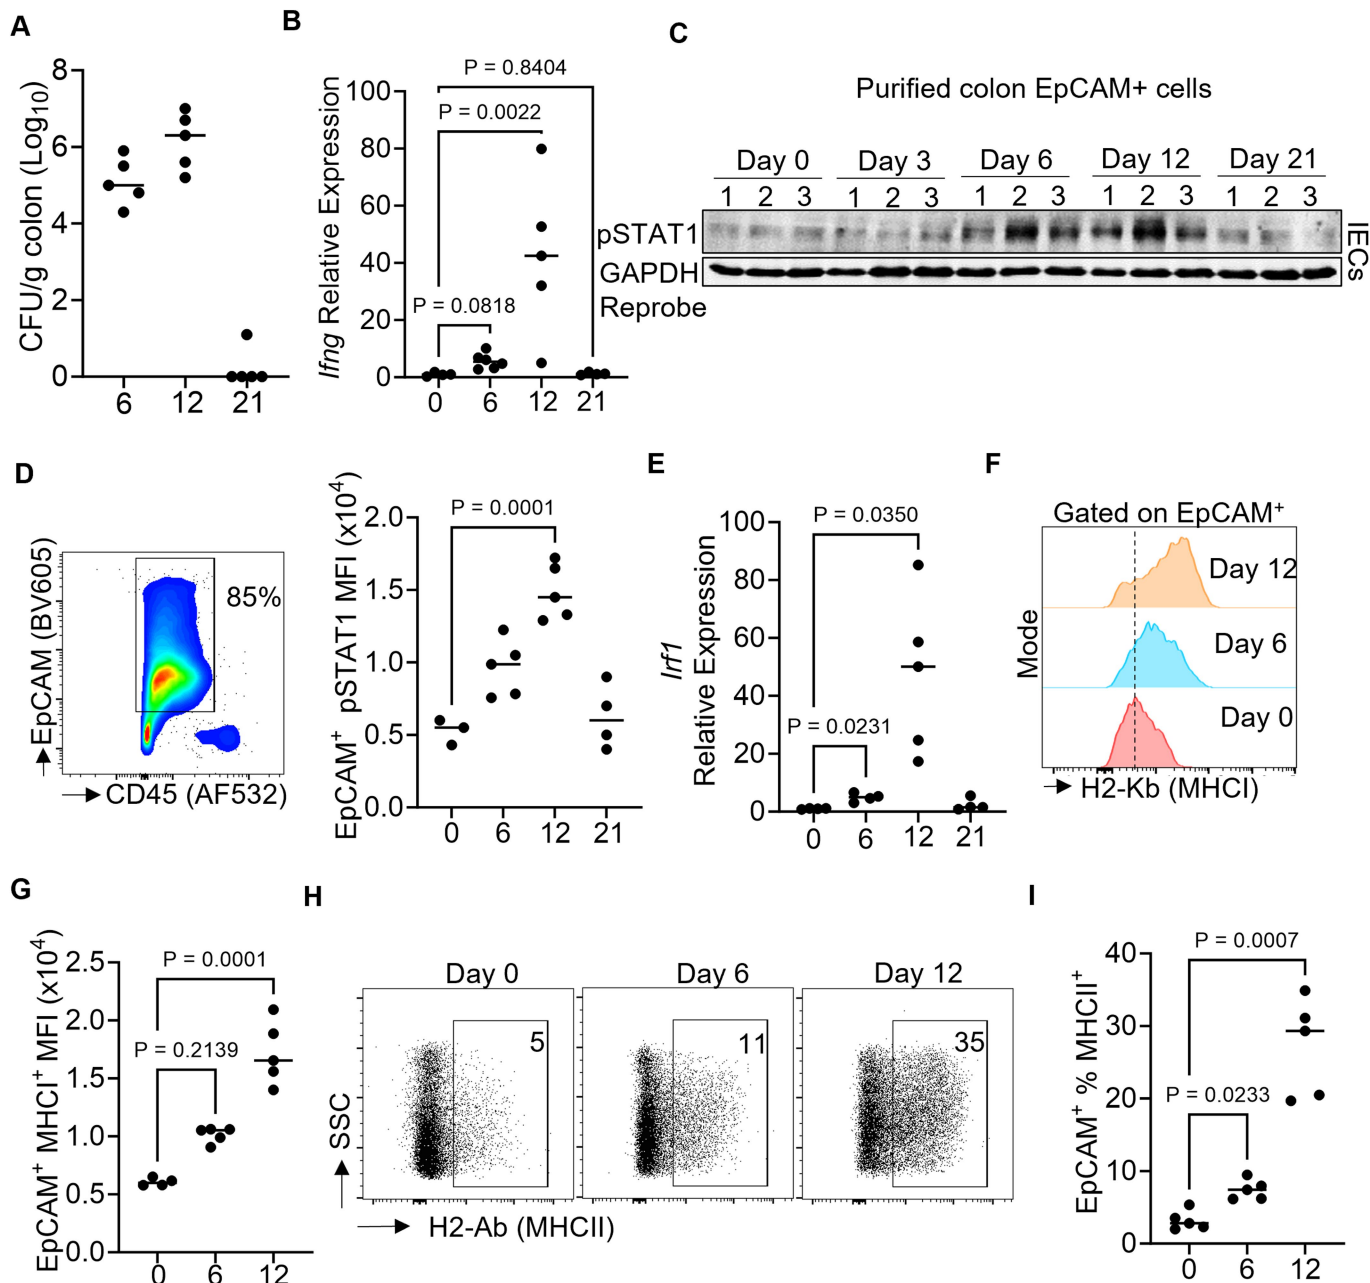 A
CFU/g colon (Log10)
8
6
4
2
0
6 12 21
B
Ifng Relative Expression
P = 0.8404
P = 0.0022
P = 0.0818
100
80
60
40
20
0
0 6 12 21
C
Purified colon EpCAM+ cells
Day 0 Day 3 Day 6 Day 12 Day 21
1 2 3 1 2 3 1 2 3 1 2 3 1 2 3
pSTAT1
GAPDH
Reprobe
IECs
D
EpCAM (BV605)
85%
CD45 (AF532)
EpCAM+ pSTAT1 MFI (x10^4)
P = 0.0001
2.0
1.5
1.0
0.5
0.0
0 6 12 21
E
Irf1
Relative Expression
P = 0.0350
P = 0.0231
100
80
60
40
20
0
0 6 12 21
F
Gated on EpCAM+
Mode
Day 12
Day 6
Day 0
H2-Kb (MHCI)
G
EpCAM+ MHCI+ MFI (x10^4)
P = 0.0001
P = 0.2139
2.5
2.0
1.5
1.0
0.5
0.0
0 6 12
H
Day 0 Day 6 Day 12
5 11 35
SSC
H2-Ab (MHCII)
I
EpCAM+ % MHCII+
P = 0.0007
P = 0.0233
40
30
20
10
0
0 6 12